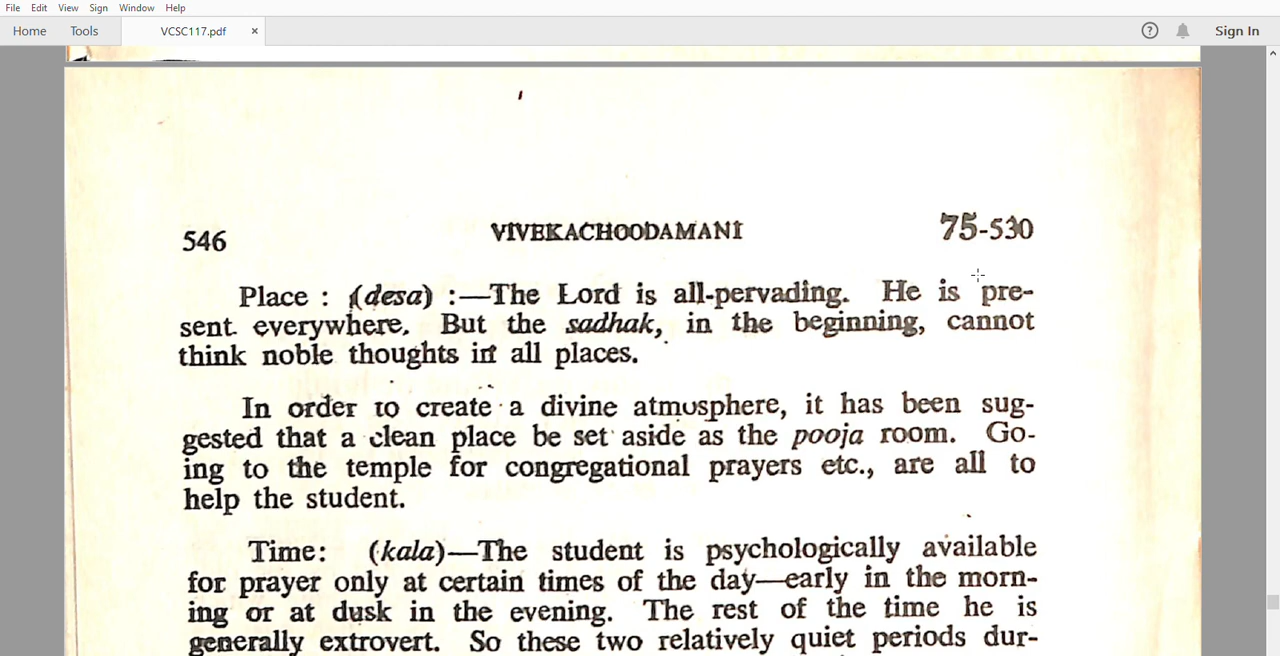 File Edit View Sign Window Help
Home Tools VCSC117.pdf × ? Sign In
546 VIVEKACHOODAMANI 75-530
Place : (desa) :—The Lord is all-pervading. He is pre-
sent everywhere. But the sadhak, in the beginning, cannot
think noble thoughts in all places.
In order to create a divine atmosphere, it has been sug-
gested that a clean place be set aside as the pooja room. Go-
ing to the temple for congregational prayers etc., are all to
help the student.
Time: (kala)—The student is psychologically available
for prayer only at certain times of the day—early in the morn-
ing or at dusk in the evening. The rest of the time he is
generally extrovert. So these two relatively quiet periods dur-